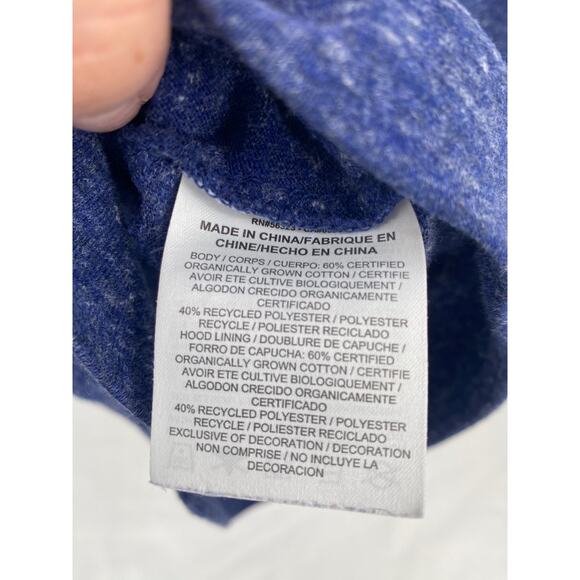 RN#56323 -
MADE IN CHINA/FABRIQUE EN
CHINE/HECHO EN CHINA
BODY / CORPS / CUERPO: 60% CERTIFIED
ORGANICALLY GROWN COTTON / CERTIFIE
AVOIR ETE CULTIVE BIOLOGIQUEMENT /
ALGODON CRECIDO ORGANICAMENTE
CERTIFICADO
40% RECYCLED POLYESTER / POLYESTER
RECYCLE / POLIESTER RECICLADO
HOOD LINING / DOUBLURE DE CAPUCHE /
FORRO DE CAPUCHA: 60% CERTIFIED
ORGANICALLY GROWN COTTON / CERTIFIE
AVOIR ETE CULTIVE BIOLOGIQUEMENT /
ALGODON CRECIDO ORGANICAMENTE
CERTIFICADO
40% RECYCLED POLYESTER / POLYESTER
RECYCLE / POLIESTER RECICLADO
EXCLUSIVE OF DECORATION / DECORATION
NON COMPRISE / NO INCLUIDA LA
DECORACION